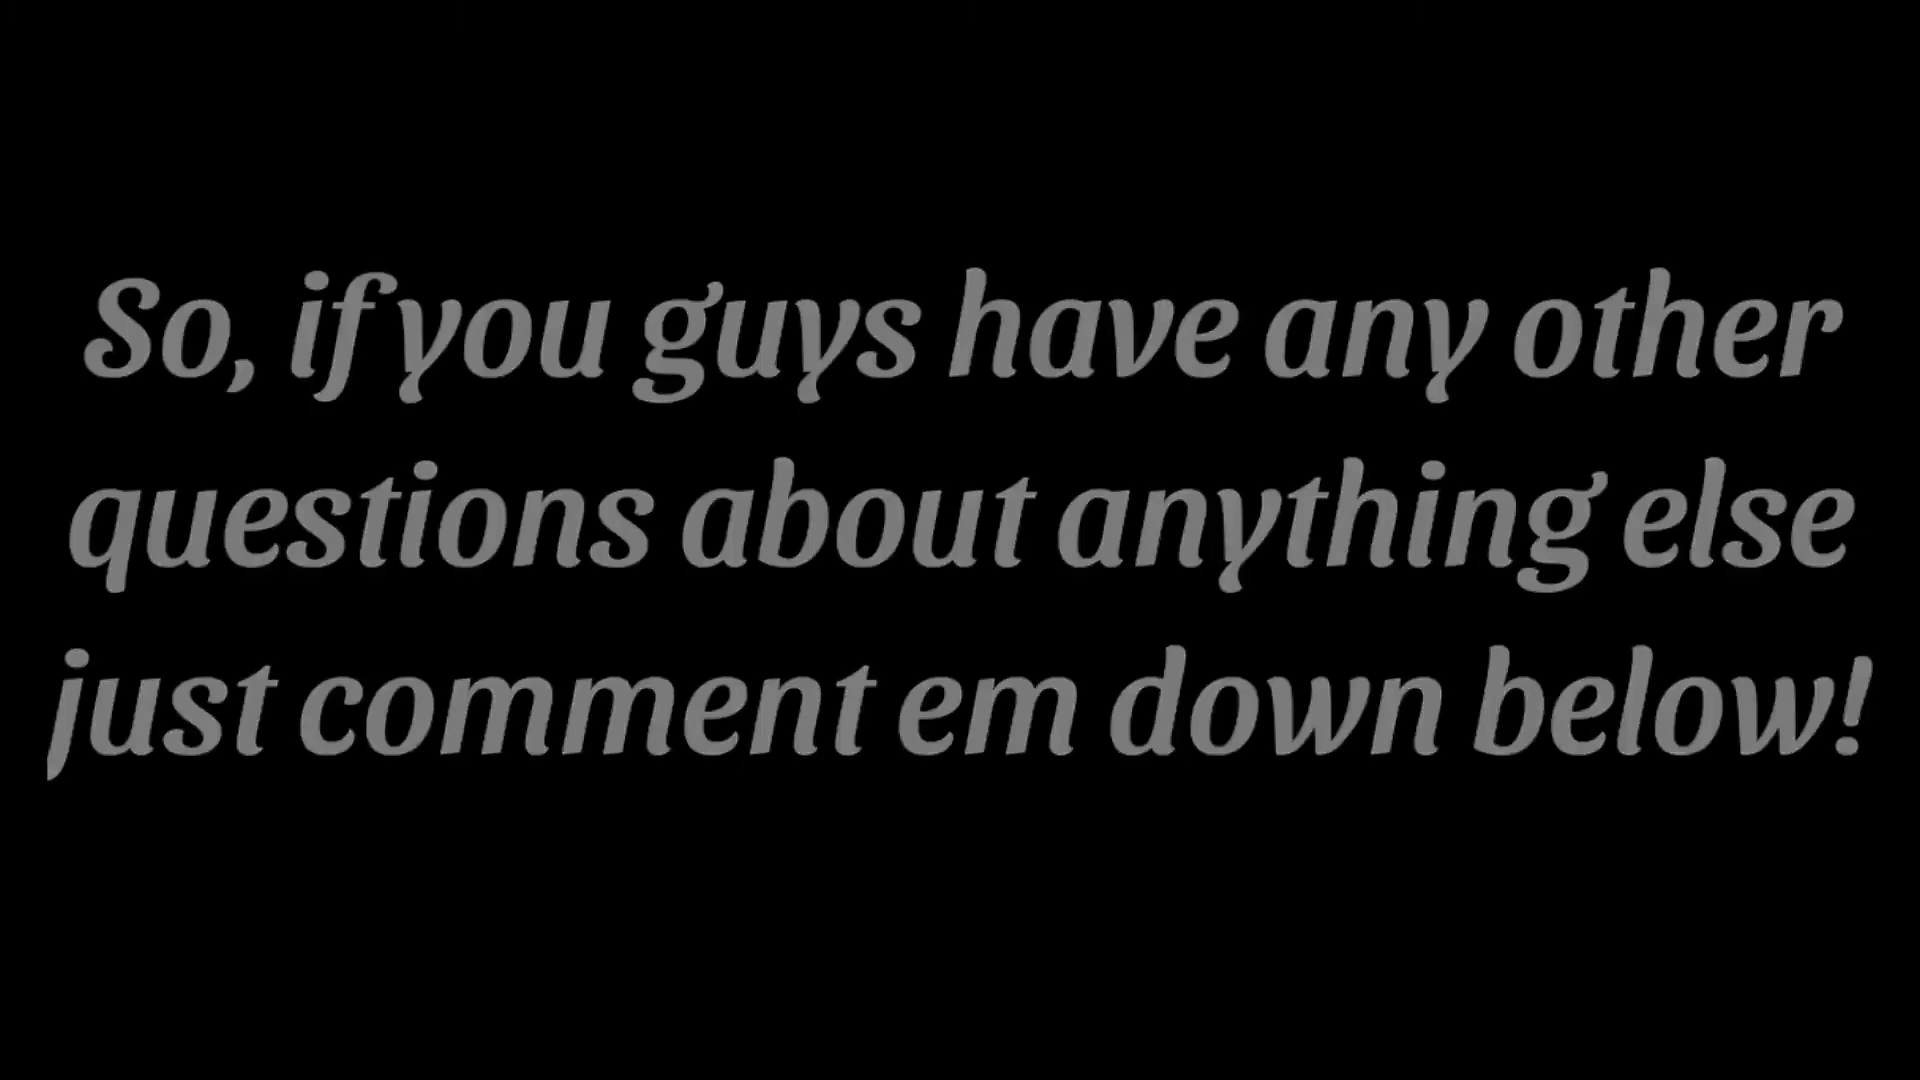 So, if you guys have any other
questions about anything else
just comment em down below!